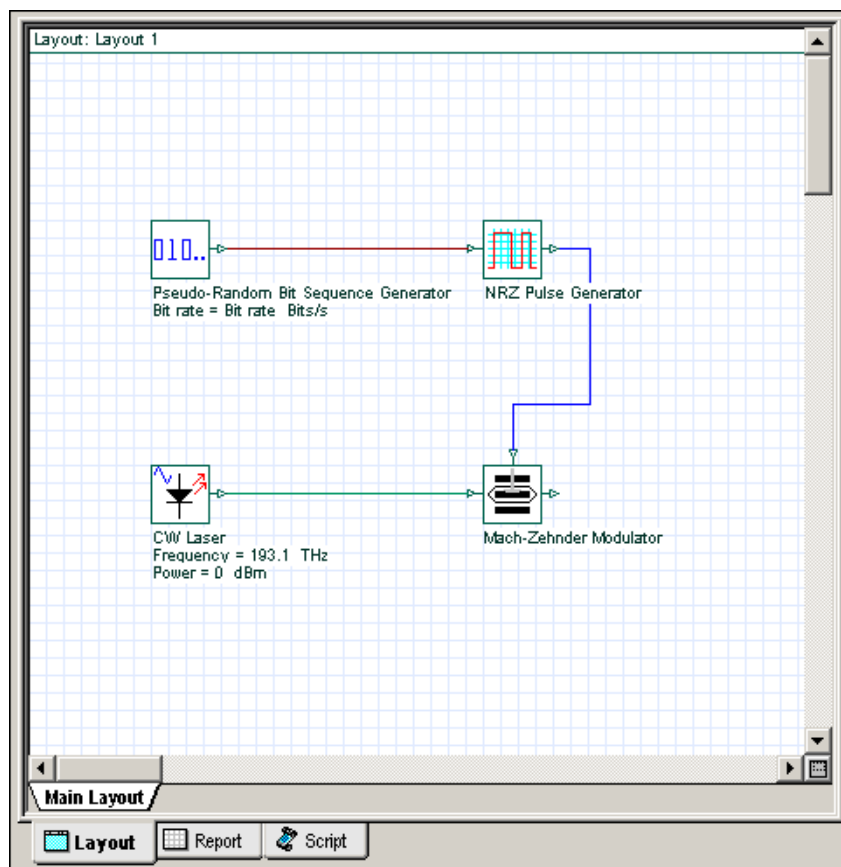 Layout: Layout 1
010..
Pseudo-Random Bit Sequence Generator
Bit rate = Bit rate Bits/s
NRZ Pulse Generator
CW Laser
Frequency = 193.1 THz
Power = 0 dBm
Mach-Zehnder Modulator
Main Layout
Layout
Report
Script